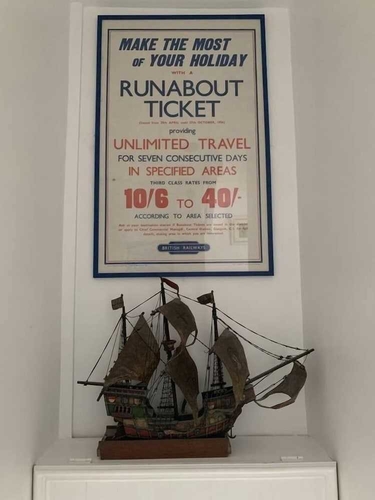 MAKE THE MOST
OF YOUR HOLIDAY
WITH A
RUNABOUT
TICKET
providing
UNLIMITED TRAVEL
FOR SEVEN CONSECUTIVE DAYS
IN SPECIFIED AREAS
THIRD CLASS RATES FROM
10/6 TO 40/-
ACCORDING TO AREA SELECTED
BRITISH RAILWAYS